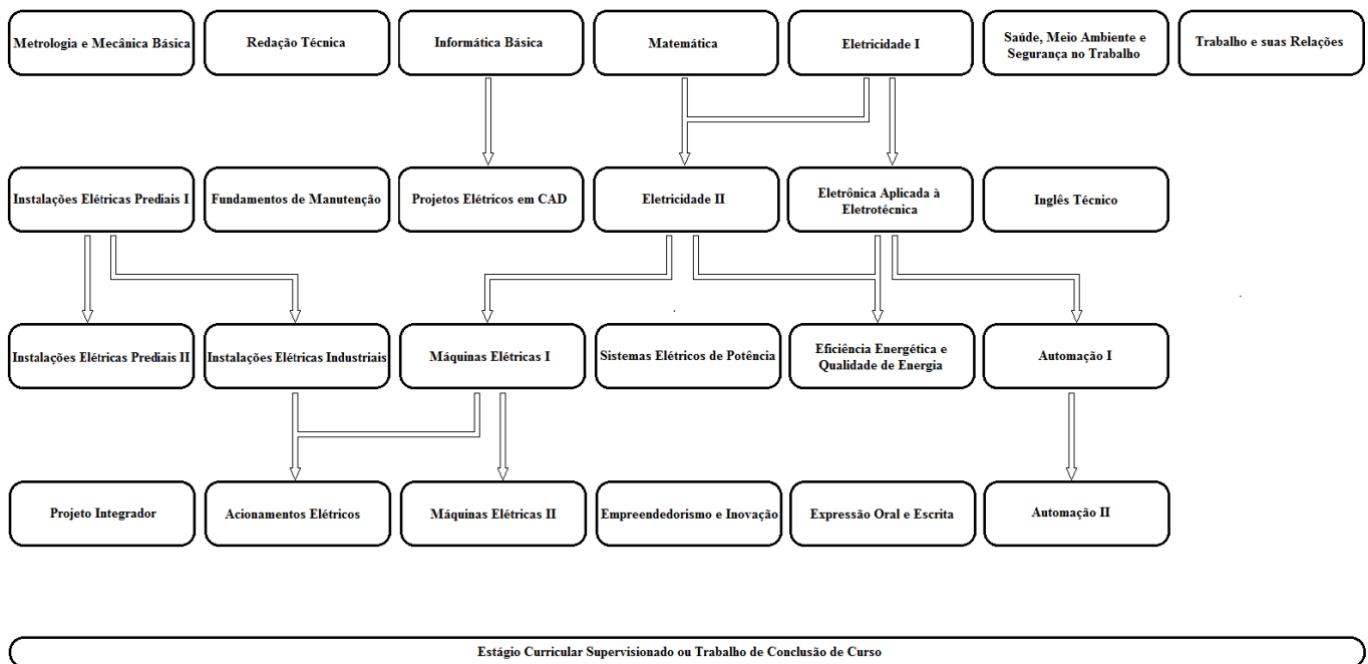 Metrologia e Mecânica Básica
Redação Técnica
Informática Básica
Matemática
Eletricidade I
Saúde, Meio Ambiente e
Segurança no Trabalho
Trabalho e suas Relações
Instalações Elétricas Prediais I
Fundamentos de Manutenção
Projetos Elétricos em CAD
Eletricidade II
Eletrônica Aplicada à
Eletrotécnica
Inglês Técnico
Instalações Elétricas Prediais II
Instalações Elétricas Industriais
Máquinas Elétricas I
Sistemas Elétricos de Potência
Eficiência Energética e
Qualidade de Energia
Automação I
Projeto Integrador
Acionamentos Elétricos
Máquinas Elétricas II
Empreendedorismo e Inovação
Expressão Oral e Escrita
Automação II
Estágio Curricular Supervisionado ou Trabalho de Conclusão de Curso